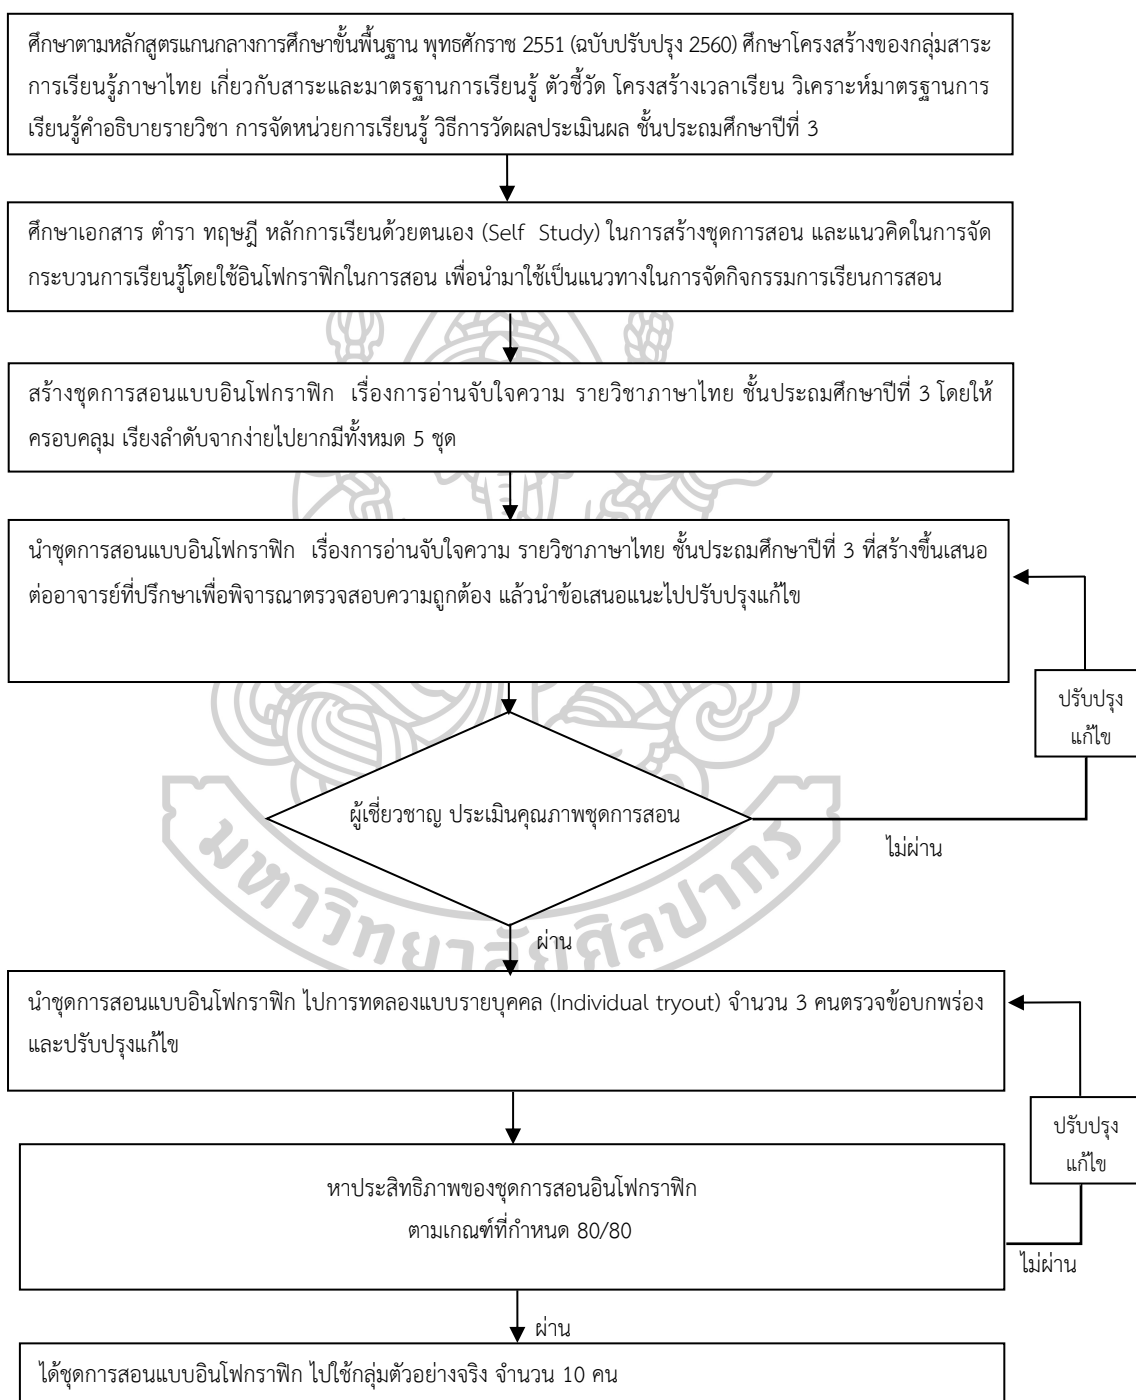 ศึกษาตามหลักสูตรแกนกลางการศึกษาขั้นพื้นฐาน พุทธศักราช 2551 (ฉบับปรับปรุง 2560) ศึกษาโครงสร้างของกลุ่มสาระ
การเรียนรู้ภาษาไทย เกี่ยวกับสาระและมาตรฐานการเรียนรู้ ตัวชี้วัด โครงสร้างเวลาเรียน วิเคราะห์มาตรฐานการ
เรียนรู้คำอธิบายรายวิชา การจัดหน่วยการเรียนรู้ วิธีการวัดผลประเมินผล ชั้นประถมศึกษาปีที่ 3
ศึกษาเอกสาร ตำรา ทฤษฎี หลักการเรียนด้วยตนเอง (Self Study) ในการสร้างชุดการสอน และแนวคิดในการจัด
กระบวนการเรียนรู้โดยใช้อินโฟกราฟิกในการสอน เพื่อนำมาใช้เป็นแนวทางในการจัดกิจกรรมการเรียนการสอน
สร้างชุดการสอนแบบอินโฟกราฟิก เรื่องการอ่านจับใจความ รายวิชาภาษาไทย ชั้นประถมศึกษาปีที่ 3 โดยให้
ครอบคลุม เรียงลำดับจากง่ายไปยากมีทั้งหมด 5 ชุด
นำชุดการสอนแบบอินโฟกราฟิก เรื่องการอ่านจับใจความ รายวิชาภาษาไทย ชั้นประถมศึกษาปีที่ 3 ที่สร้างขึ้นเสนอ
ต่ออาจารย์ที่ปรึกษาเพื่อพิจารณาตรวจสอบความถูกต้อง แล้วนำข้อเสนอแนะไปปรับปรุงแก้ไข
ปรับปรุง
แก้ไข
ผู้เชี่ยวชาญ ประเมินคุณภาพชุดการสอน
ไม่ผ่าน
มหาวิทยาลัยศิลปากร
ผ่าน
นำชุดการสอนแบบอินโฟกราฟิก ไปการทดลองแบบรายบุคคล (Individual tryout) จำนวน 3 คนตรวจข้อบกพร่อง
และปรับปรุงแก้ไข
ปรับปรุง
แก้ไข
หาประสิทธิภาพของชุดการสอนอินโฟกราฟิก
ตามเกณฑ์ที่กำหนด 80/80
ไม่ผ่าน
ผ่าน
ได้ชุดการสอนแบบอินโฟกราฟิก ไปใช้กลุ่มตัวอย่างจริง จำนวน 10 คน